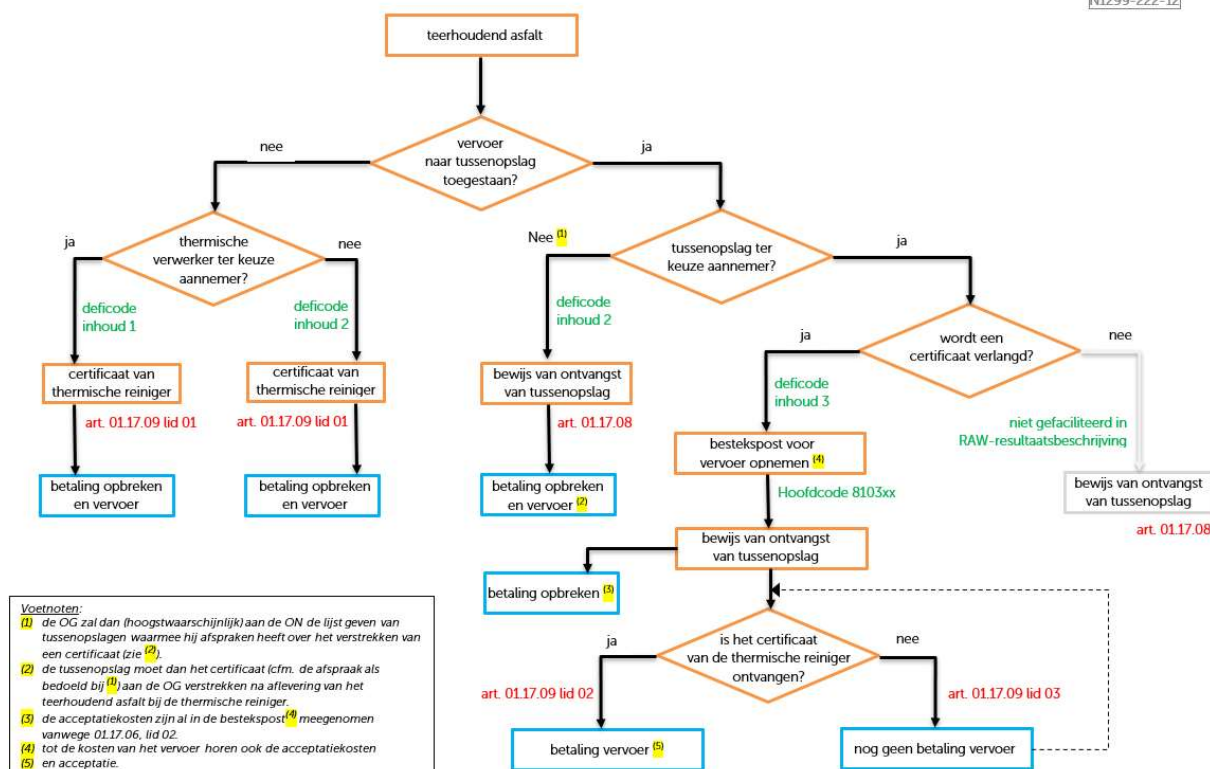 N1299-222-12
teerhoudend asfalt
nee
vervoer
naar tussenopslag
toegestaan?
ja
ja
thermische
verwerker ter keuze
aannemer?
nee
Nee (1)
tussenopslag ter
keuze aannemer?
ja
deficode
inhoud 1
deficode
inhoud 2
deficode
inhoud 2
ja
wordt een
certificaat verlangd?
nee
certificaat van
thermische reiniger
certificaat van
thermische reiniger
bewijs van ontvangst
van tussenopslag
deficode
inhoud 3
art. 01.17.09 lid 01
art. 01.17.09 lid 01
art. 01.17.08
niet gefaciliteerd in
RAW-resultaatsbeschrijving
bestekspost voor
vervoer opnemen (4)
betaling opbreken
en vervoer
betaling opbreken
en vervoer
betaling opbreken
en vervoer (2)
Hoofdcode 8103xx
bewijs van ontvangst
van tussenopslag
art. 01.17.08
bewijs van ontvangst
van tussenopslag
betaling opbreken (3)
ja
is het certificaat
van de thermische reiniger
ontvangen?
nee
art. 01.17.09 lid 02
art. 01.17.09 lid 03
betaling vervoer (5)
nog geen betaling vervoer
Voetnoten:
(1) de OG zal dan (hoogstwaarschijnlijk) aan de ON de lijst geven van
tussenopslagen waarmee hij afspraken heeft over het verstrekken van
een certificaat (zie (2)).
(2) de tussenopslag moet dan het certificaat (cfm. de afspraak als
bedoeld bij (1)) aan de OG verstrekken na aflevering van het
teerhoudend asfalt bij de thermische reiniger.
(3) de acceptatiekosten zijn al in de bestekspost (4) meegenomen
vanwege 01.17.06, lid 02.
(4) tot de kosten van het vervoer horen ook de acceptatiekosten
(5) en acceptatie.